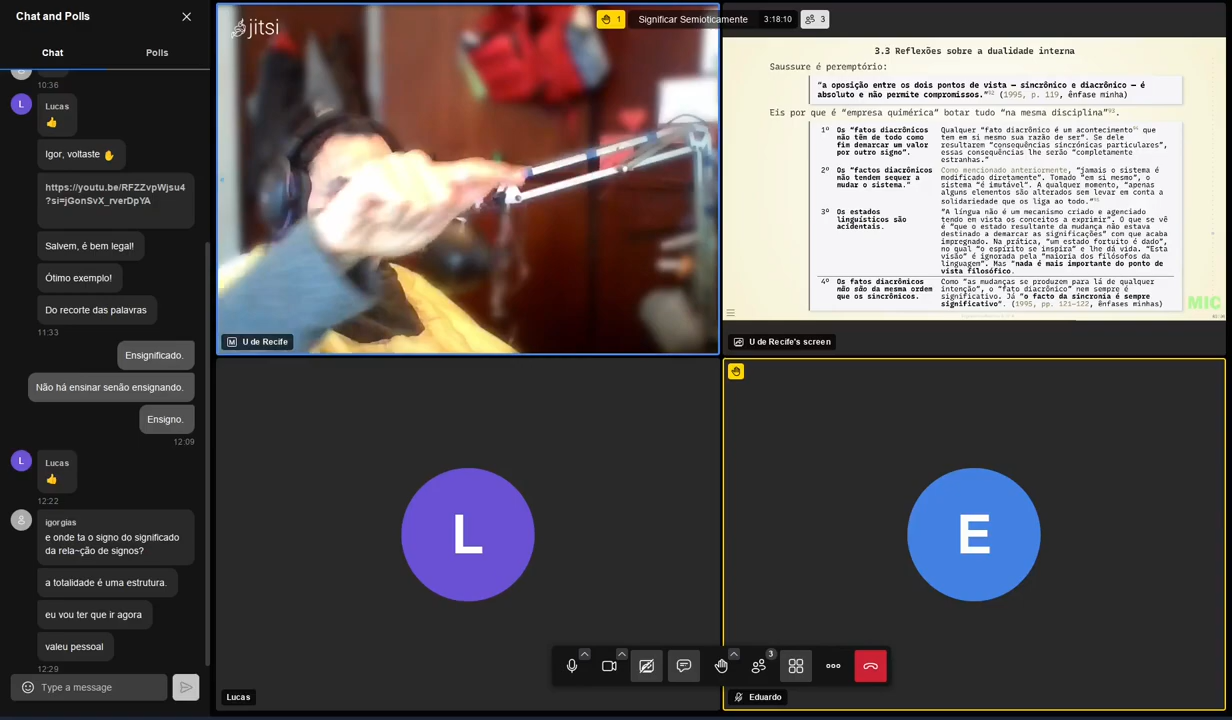 Chat and Polls
Chat
Polls
10:36
L
Lucas
👍
Igor, voltaste ✋
https://youtu.be/RFZZvpWjsu4
?si=jGonSvX_rverDpYA
Salvem, é bem legal!
Ótimo exemplo!
Do recorte das palavras
11:33
Ensignificado.
Não há ensinar senão ensignando.
Ensigno.
12:09
L
Lucas
👍
12:22
igorgias
e onde ta o signo do significado
da rela~ção de signos?
a totalidade é uma estrutura.
eu vou ter que ir agora
valeu pessoal
12:29
Type a message
jitsi
1
Significar Semioticamente
3:18:10
3
M
U de Recife
3.3 Reflexões sobre a dualidade interna
Saussure é peremptório:
“a oposição entre os dois pontos de vista — sincrônico e diacrônico — é
absoluto e não permite compromissos.” (1995, p. 119, ênfase minha)
Eis por que é “empresa quimérica” botar tudo “na mesma disciplina”.
1º Os “fatos diacrônicos
não têm de todo como
fim demarcar um valor
por outro signo”.
Qualquer “fato diacrônico é um acontecimento que
tem em si mesmo sua razão de ser”. Se dele
resultarem “consequências sincrônicas particulares”,
essas consequências lhe serão “completamente
estranhas.”
2º Os “factos diacrônicos
não tendem sequer a
mudar o sistema.”
Como mencionado anteriormente, “jamais o sistema é
modificado diretamente”. Tomado “em si mesmo”, o
sistema “é imutável”. A qualquer momento, “apenas
alguns elementos são alterados sem levar em conta a
solidariedade que os liga ao todo.”
3º Os estados
linguísticos são
acidentais.
“A língua não é um mecanismo criado e agenciado
tendo em vista os conceitos a exprimir”. O que se vê
é “que o estado resultante da mudança não estava
destinado a demarcar as significações” com que acaba
impregnado. Na prática, “um estado fortuito é dado”,
no qual “o espírito se inspira” e lhe dá vida. “Esta
visão” é ignorada pela “maioria dos filósofos da
linguagem”. Mas “nada é mais importante do ponto de
vista filosófico.
4º Os fatos diacrônicos
não são da mesma ordem
que os sincrônicos.
Como “as mudanças se produzem para lá de qualquer
intenção”, o “fato diacrônico” nem sempre é
significativo. Já “o facto da sincronia é sempre
significativo”. (1995, pp. 121—122, ênfases minhas)
MIC
U de Recife's screen
L
Lucas
E
Eduardo
3